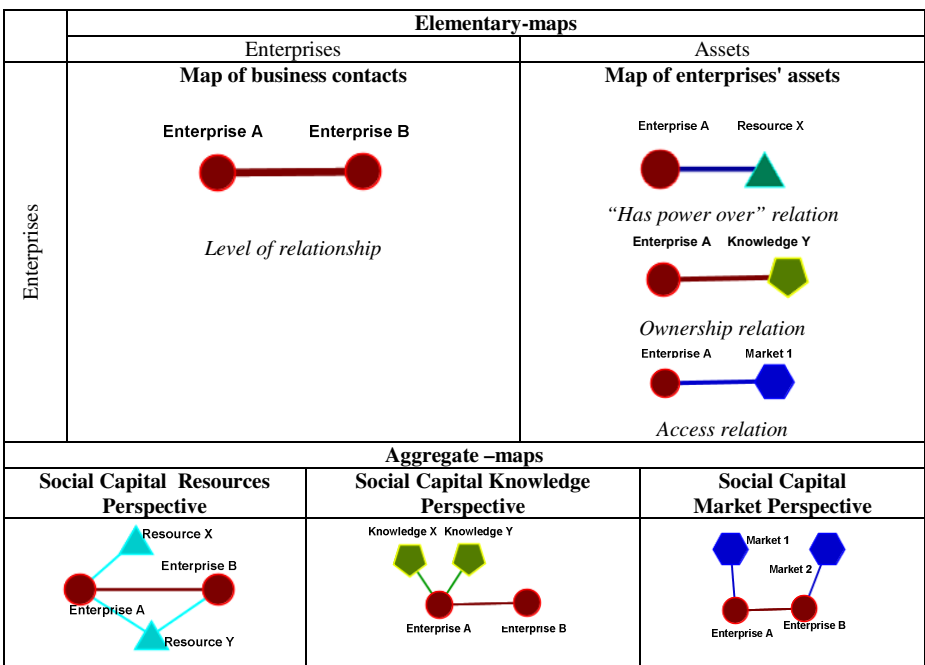 Elementary-maps
Enterprises
Assets
Enterprises
Map of business contacts
Enterprise A Enterprise B
Level of relationship
Map of enterprises' assets
Enterprise A Resource X
“Has power over” relation
Enterprise A Knowledge Y
Ownership relation
Enterprise A Market 1
Access relation
Aggregate –maps
Social Capital Resources
Perspective
Social Capital Knowledge
Perspective
Social Capital
Market Perspective
Resource X
Enterprise B
Enterprise A
Resource Y
Knowledge X Knowledge Y
Enterprise A Enterprise B
Market 1
Market 2
Enterprise A Enterprise B